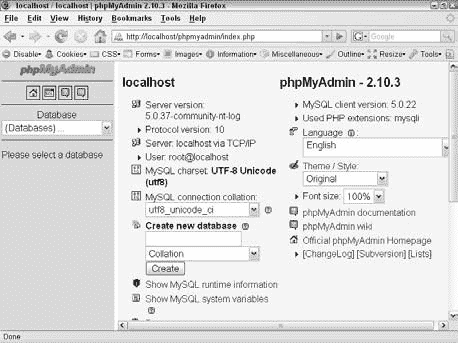 localhost / localhost | phpMyAdmin 2.10.3 - Mozilla Firefox
File Edit View History Bookmarks Tools Help
http://localhost/phpmyadmin/index.php
Google
Disable Cookies CSS Forms Images Information Miscellaneous Outline Resize Tools
phpMyAdmin
Database
(Databases) ...
Please select a database
localhost
Server version:
5.0.37-community-nt-log
Protocol version: 10
Server: localhost via TCP/IP
User: root@localhost
MySQL charset: UTF-8 Unicode
(utf8)
MySQL connection collation:
utf8_unicode_ci
Create new database
Collation
Create
Show MySQL runtime information
Show MySQL system variables
phpMyAdmin - 2.10.3
MySQL client version: 5.0.22
Used PHP extensions: mysqli
Language :
English
Theme / Style:
Original
Font size: 100%
phpMyAdmin documentation
phpMyAdmin wiki
Official phpMyAdmin Homepage
[ChangeLog] [Subversion] [Lists]
Done